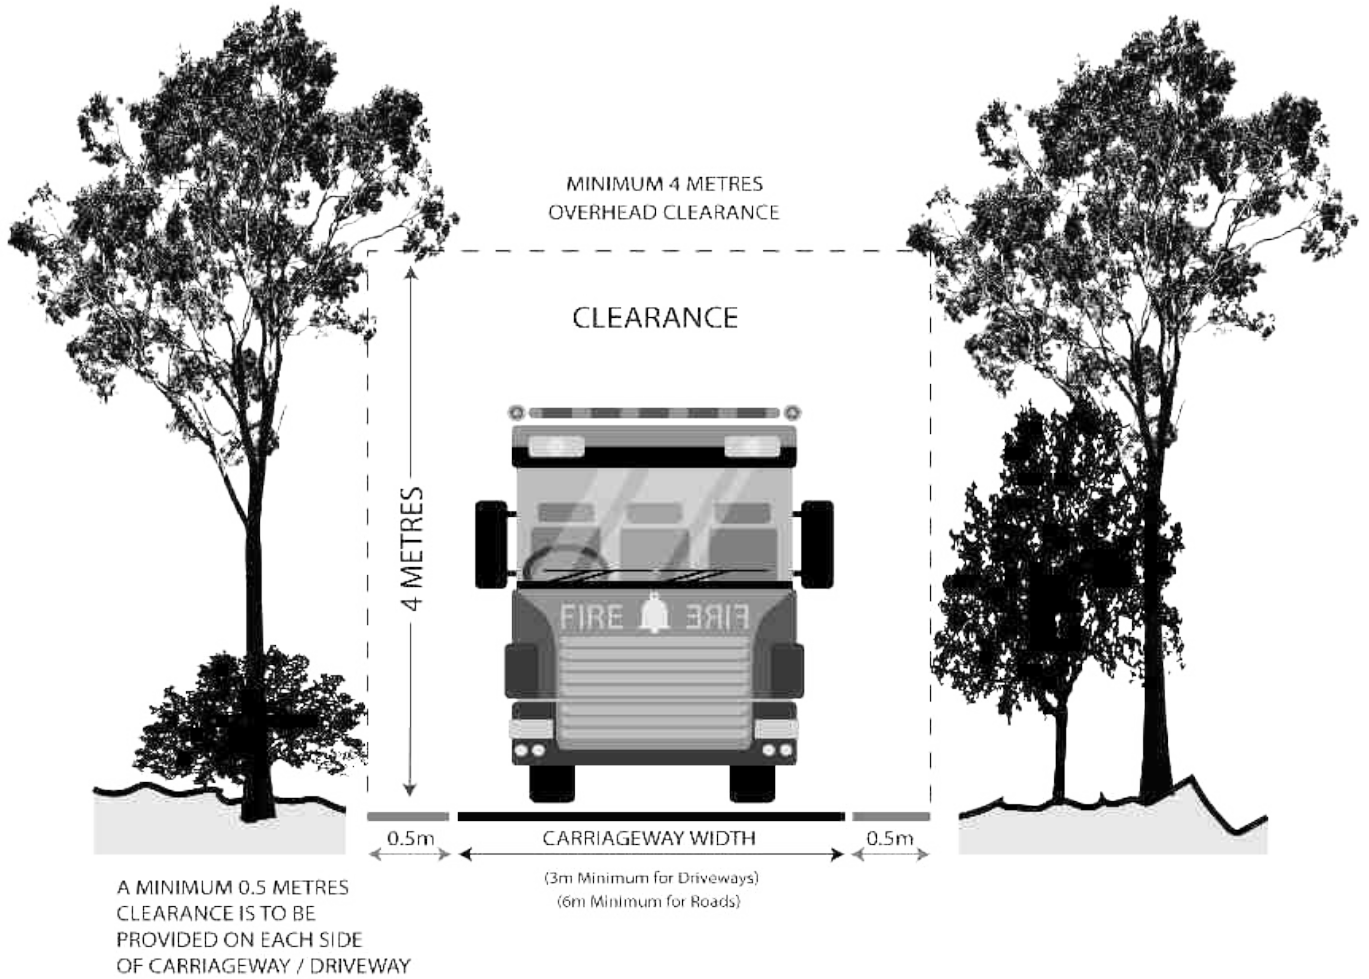 MINIMUM 4 METRES
OVERHEAD CLEARANCE
CLEARANCE
4 METRES
FIRE FIRE
0.5m
CARRIAGEWAY WIDTH
0.5m
(3m Minimum for Driveways)
(6m Minimum for Roads)
A MINIMUM 0.5 METRES
CLEARANCE IS TO BE
PROVIDED ON EACH SIDE
OF CARRIAGEWAY / DRIVEWAY